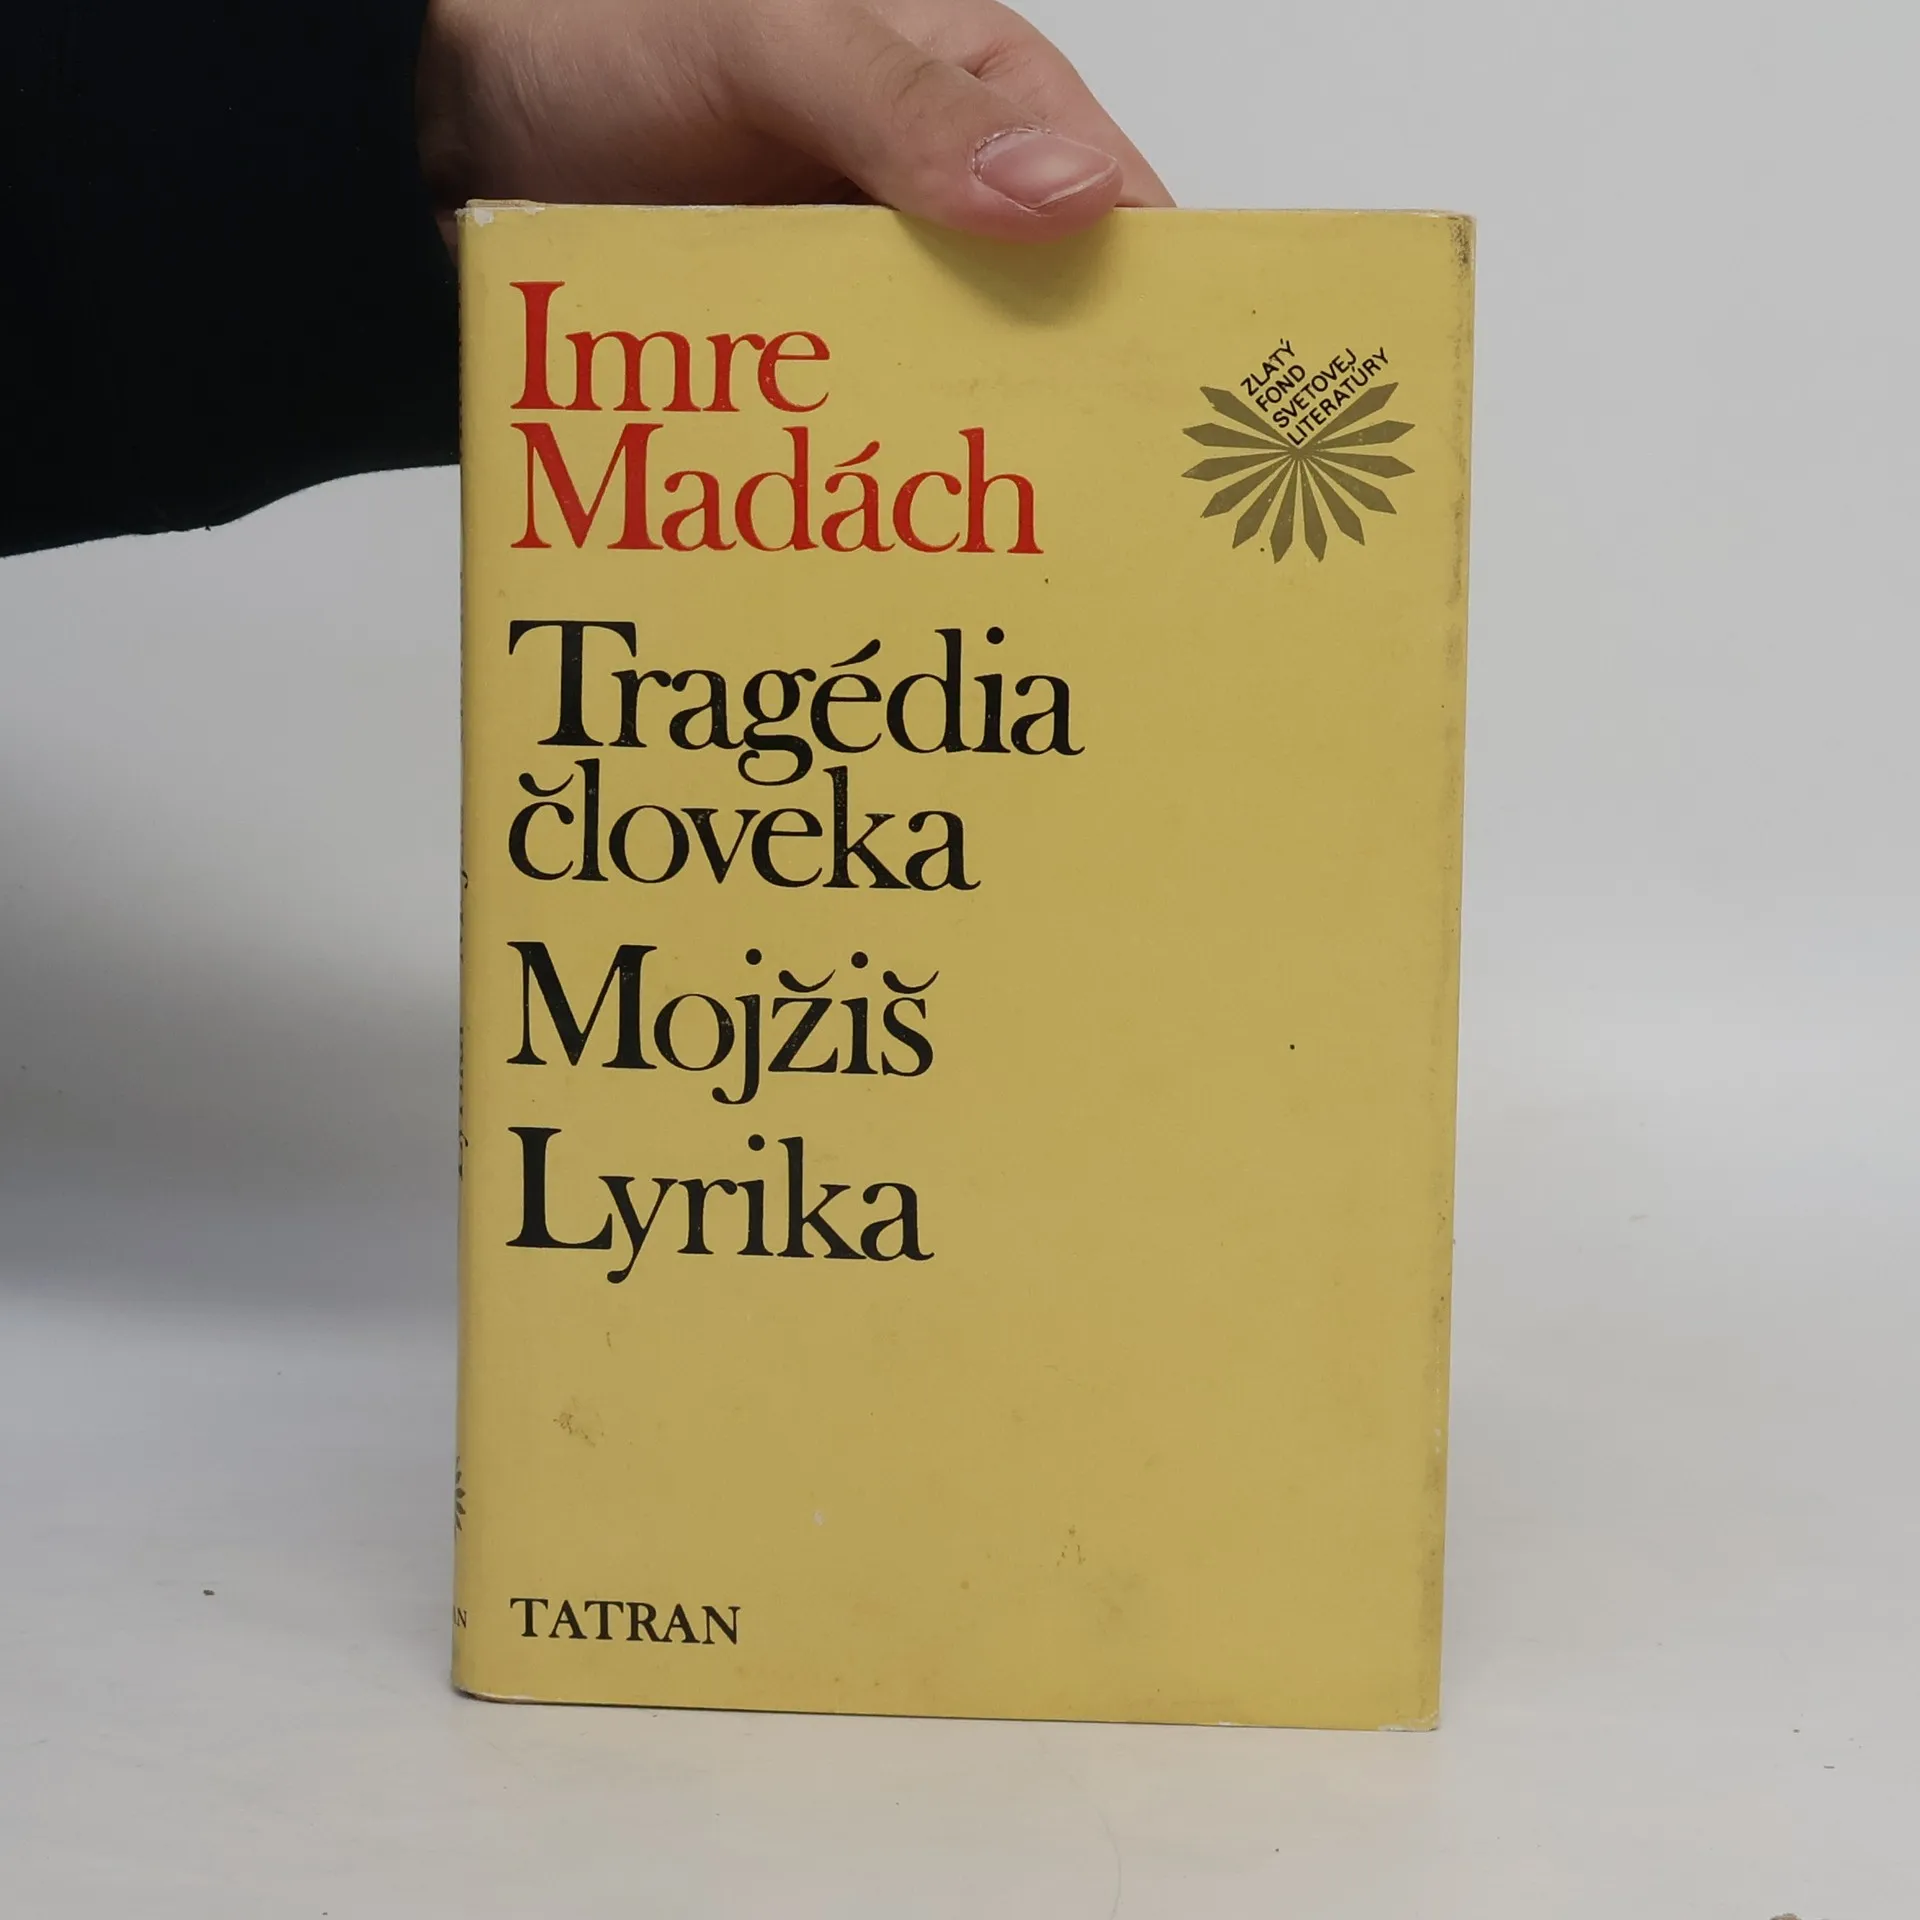 Imre
Madách
ZLATÝ
FOND
SVETOVEJ
LITERATÚRY
Tragédia
človeka
Mojžiš
Lyrika
TATRAN